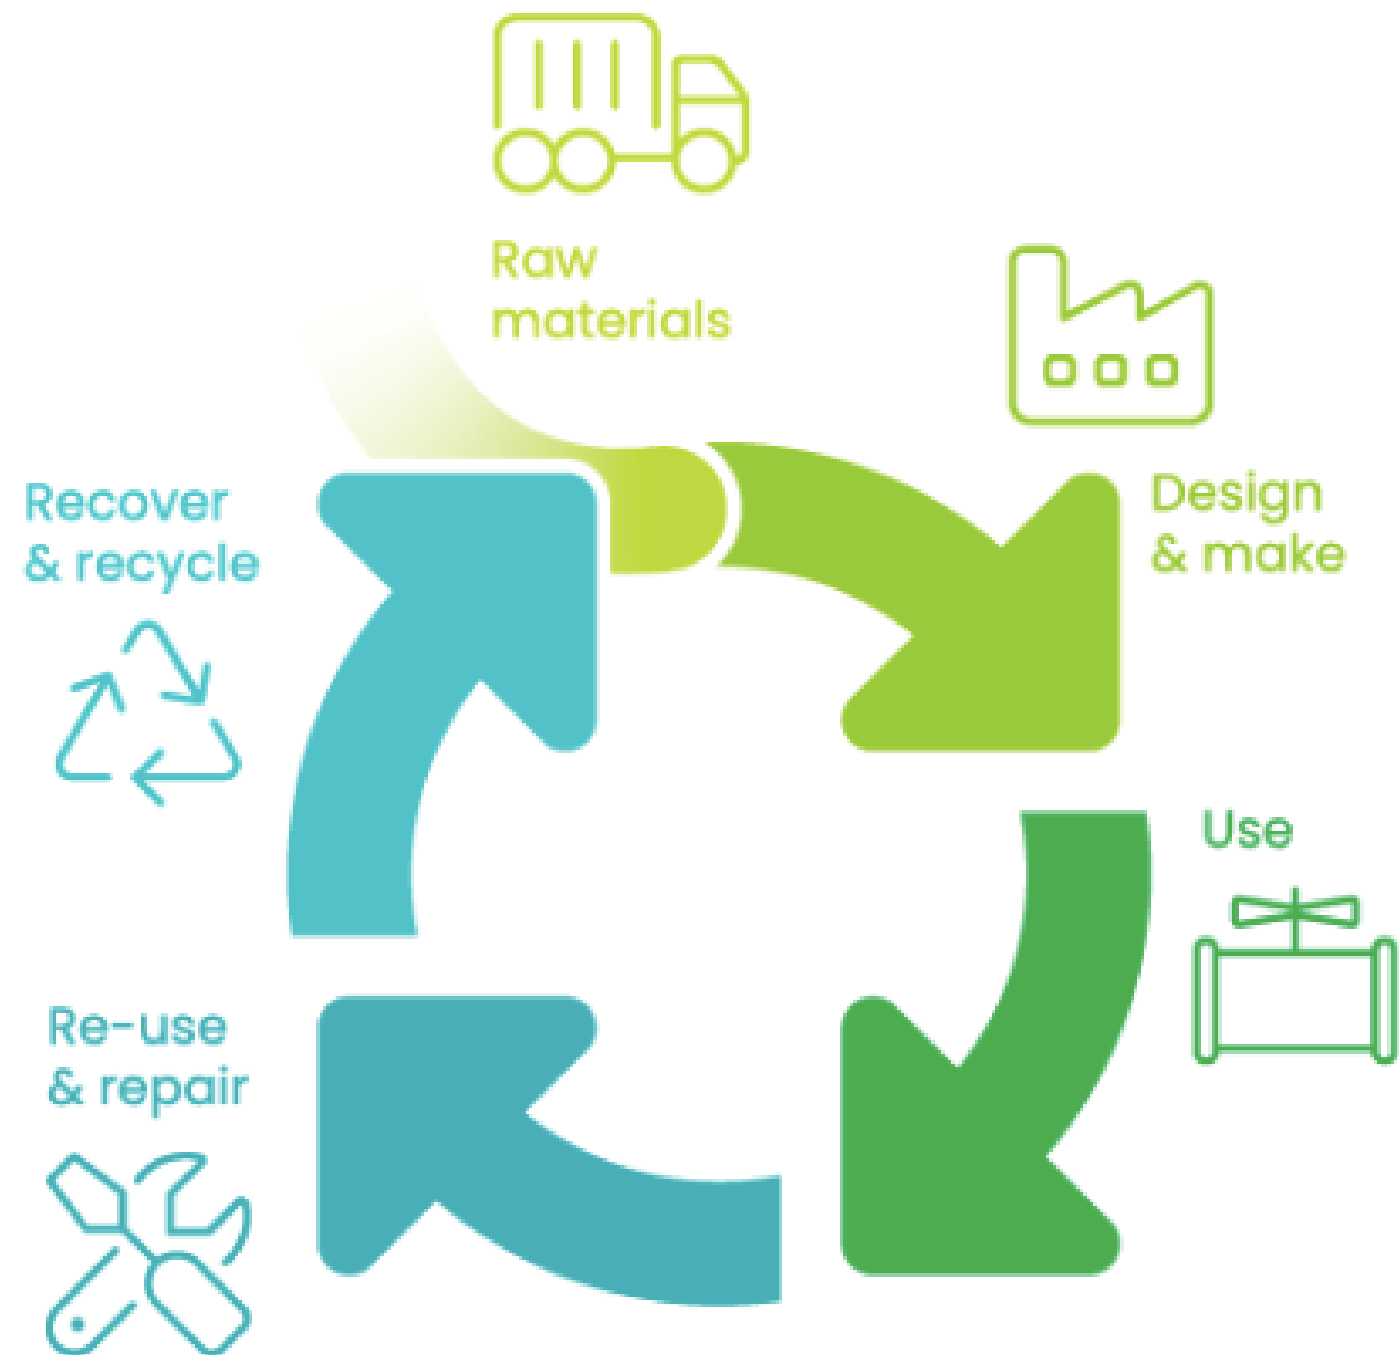 Raw
materials
Design
& make
Use
Re-use
& repair
Recover
& recycle